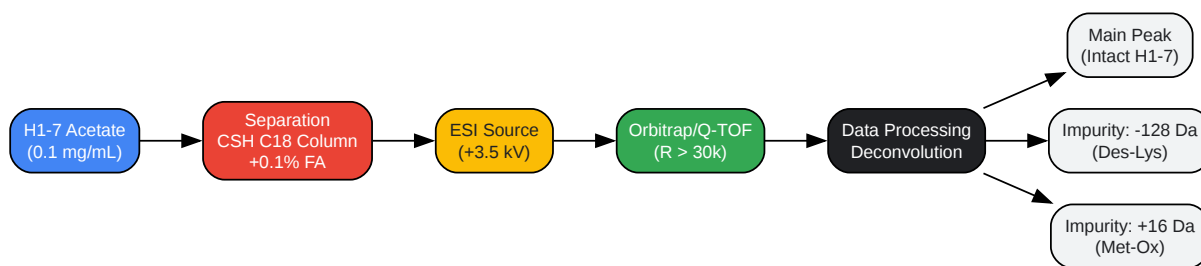 H1-7 Acetate
(0.1 mg/mL)
Separation
CSH C18 Column
+0.1% FA
ESI Source
(+3.5 kV)
Orbitrap/Q-TOF
(R > 30k)
Data Processing
Deconvolution
Main Peak
(Intact H1-7)
Impurity: -128 Da
(Des-Lys)
Impurity: +16 Da
(Met-Ox)